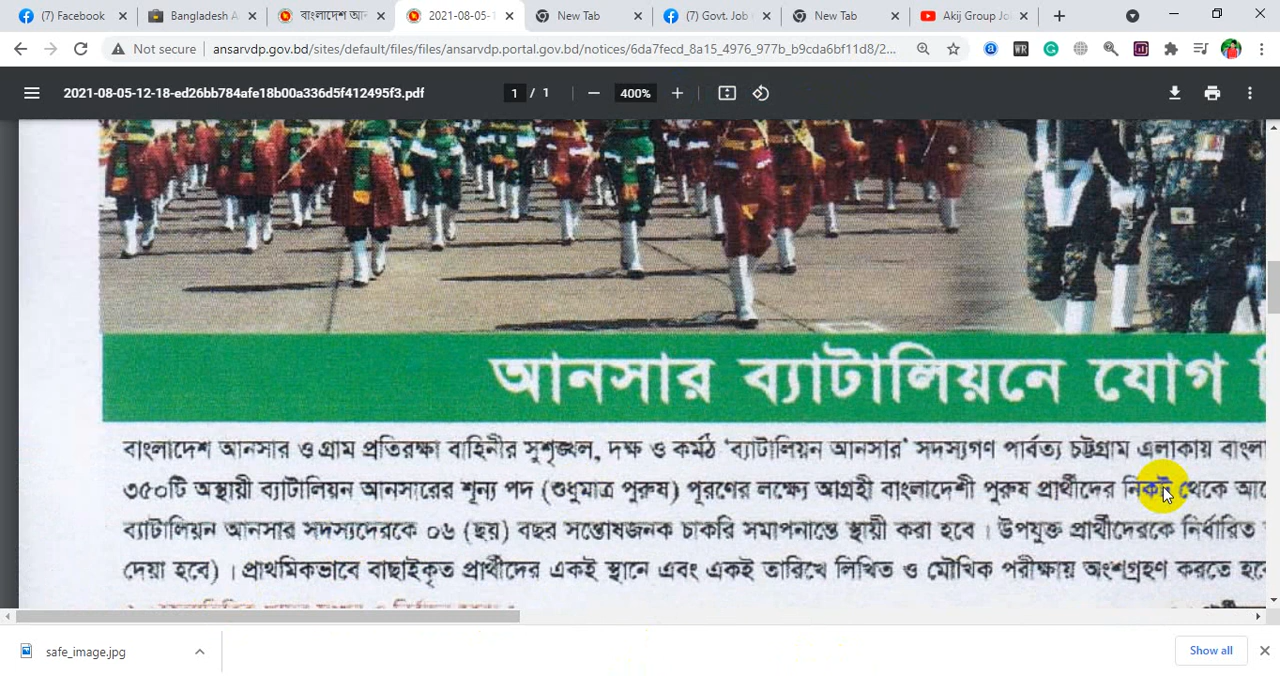 (7) Facebook
Bangladesh A
বাংলাদেশ আন
2021-08-05-1
New Tab
(7) Govt. Job
New Tab
Akij Group Jo
Not secure
ansarvdp.gov.bd/sites/default/files/files/ansarvdp.portal.gov.bd/notices/6da7fecd_8a15_4976_977b_b9cda6bf11d8/2...
2021-08-05-12-18-ed26bb784afe18b00a336d5f412495f3.pdf
1 / 1
400%
আনসার ব্যাটালিয়নে যোগ
বাংলাদেশ আনসার ও গ্রাম প্রতিরক্ষা বাহিনীর সুশৃঙ্খল, দক্ষ ও কর্মঠ 'ব্যাটালিয়ন আনসার' সদস্যগণ পার্বত্য চট্টগ্রাম এলাকায় বাংলা
৩৫০টি অস্থায়ী ব্যাটালিয়ন আনসারের শূন্য পদ (শুধুমাত্র পুরুষ) পূরণের লক্ষ্যে আগ্রহী বাংলাদেশী পুরুষ প্রার্থীদের নিকট থেকে আ
ব্যাটালিয়ন আনসার সদস্যদেরকে ০৬ (ছয়) বছর সন্তোষজনক চাকরি সমাপনান্তে স্থায়ী করা হবে । উপযুক্ত প্রার্থীদেরকে নির্ধারিত
দেয়া হবে) । প্রাথমিকভাবে বাছাইকৃত প্রার্থীদের একই স্থানে এবং একই তারিখে লিখিত ও মৌখিক পরীক্ষায় অংশগ্রহণ করতে হবে
safe_image.jpg
Show all